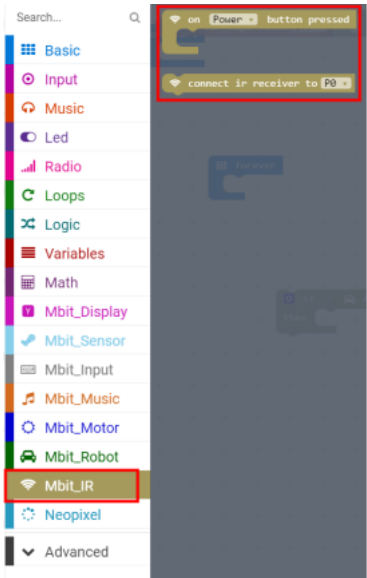 Search...
on Power button pressed
connect ir receiver to P0
Basic
Input
Music
Led
forever
Radio
Loops
Logic
Variables
Math
Mbit_Display
Mbit_Sensor
Mbit_Input
Mbit_Music
Mbit_Motor
Mbit_Robot
Mbit_IR
Neopixel
Advanced